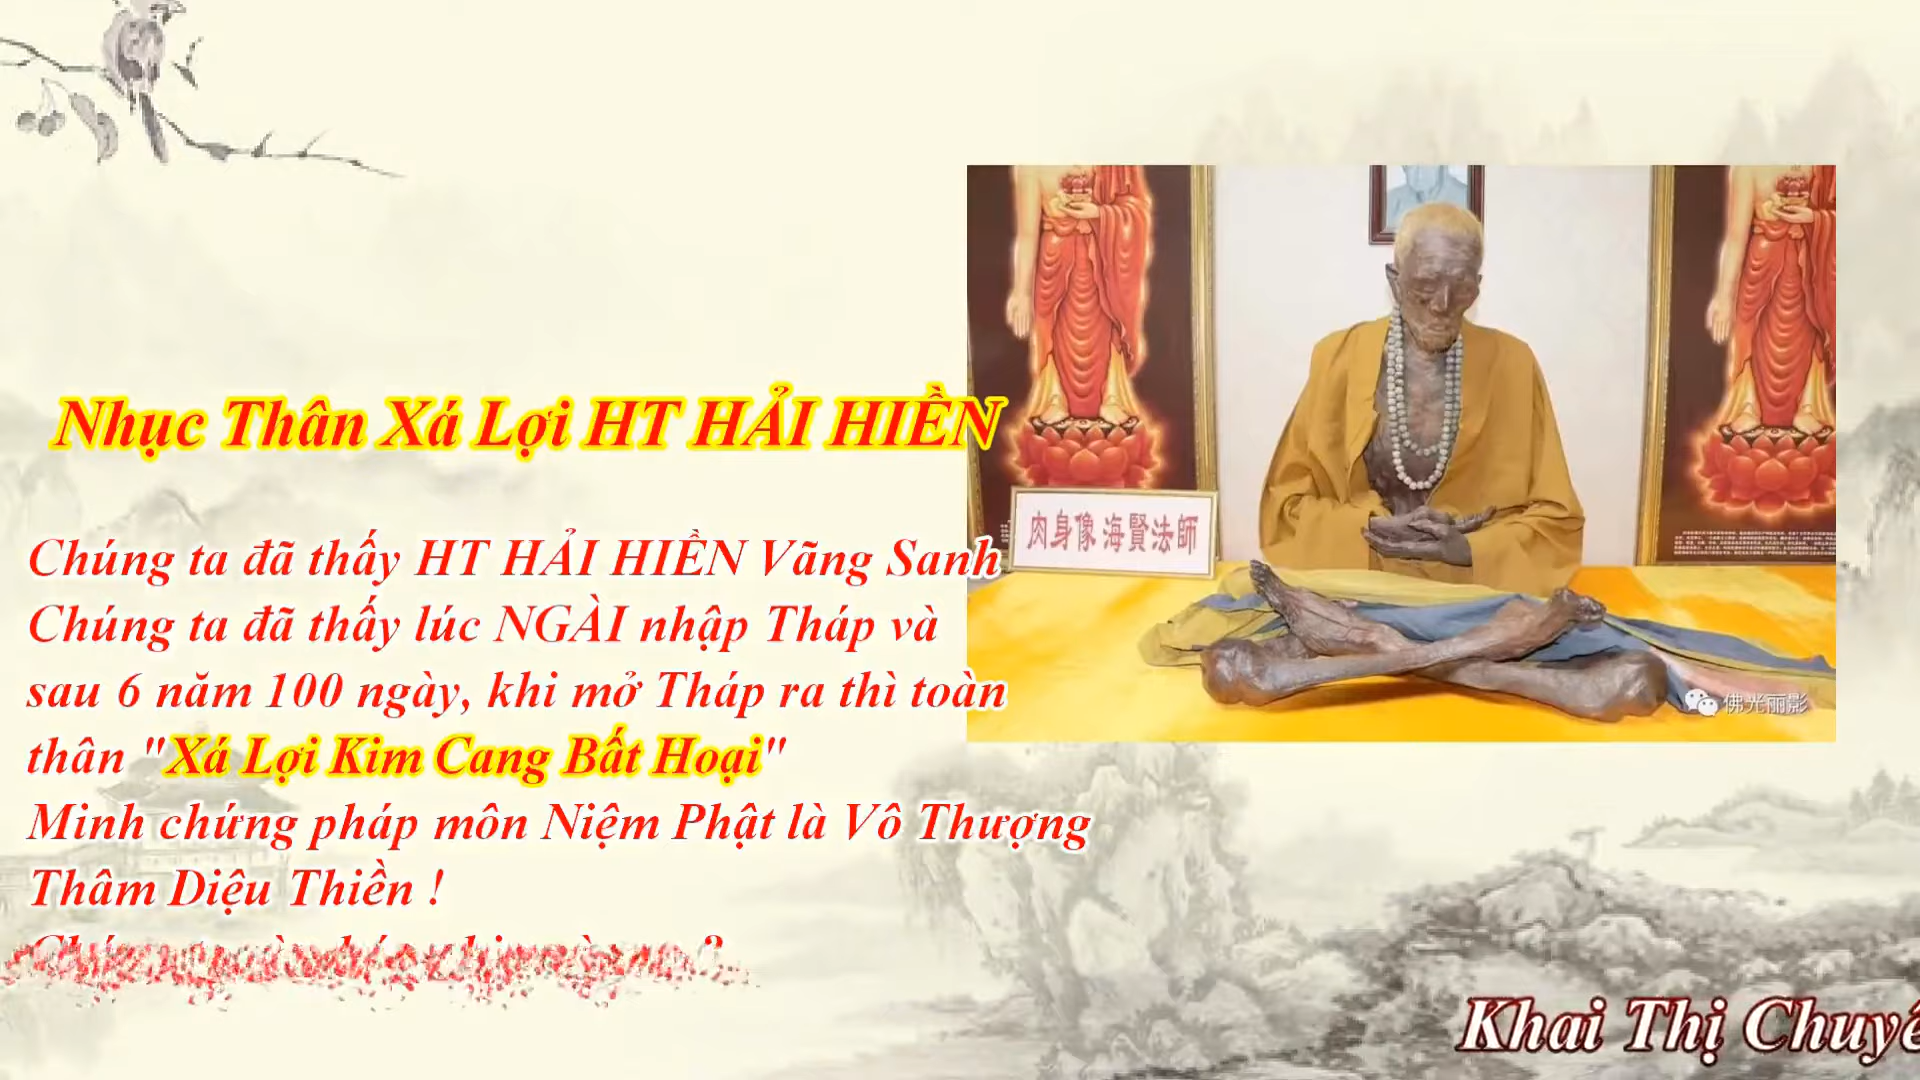 Nhục Thân Xá Lợi HT HẢI HIỀN
肉身像 海賢法師
Chúng ta đã thấy HT HẢI HIỀN Vãng Sanh
Chúng ta đã thấy lúc NGÀI nhập Tháp và
sau 6 năm 100 ngày, khi mở Tháp ra thì toàn
thân "Xá Lợi Kim Cang Bất Hoại"
佛光丽影
Minh chứng pháp môn Niệm Phật là Vô Thượng
Thâm Diệu Thiền !
Khai Thị Chuyê